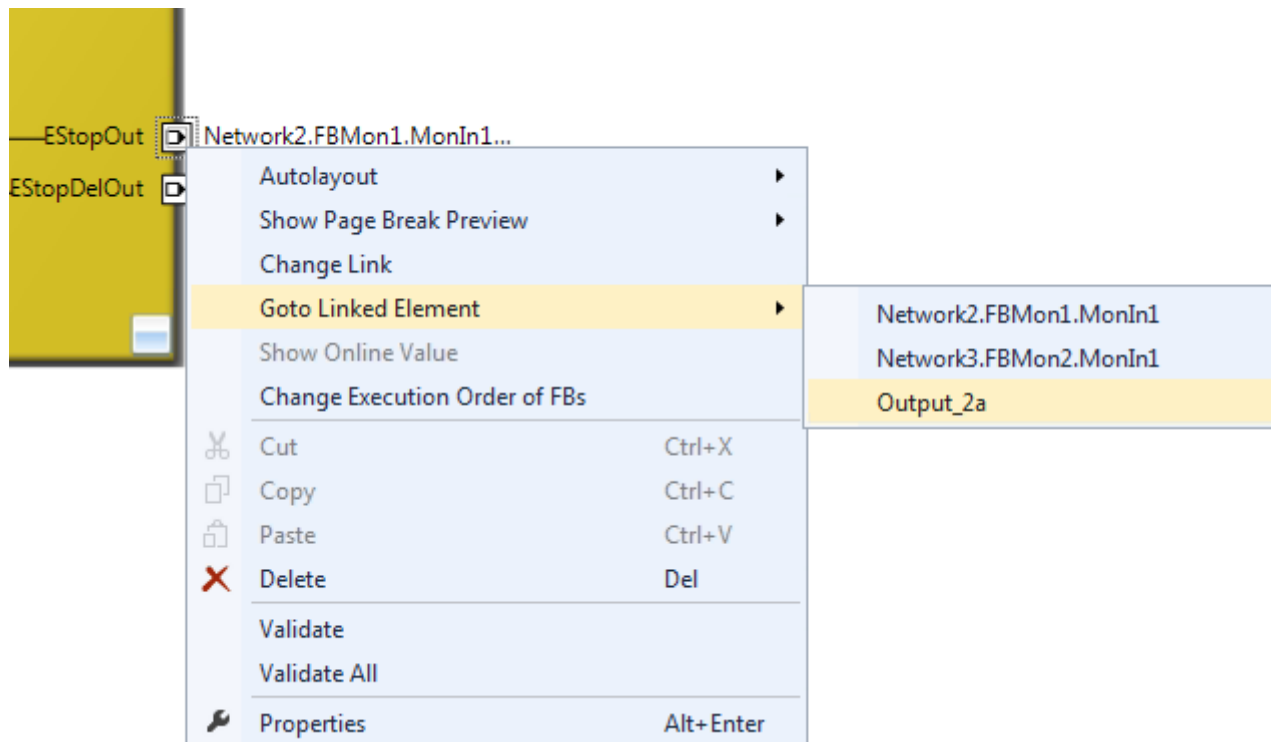 EStopOut Network2.FBMon1.MonIn1...
EStopDelOut
Autolayout
Show Page Break Preview
Change Link
Goto Linked Element
Show Online Value
Change Execution Order of FBs
Cut Ctrl+X
Copy Ctrl+C
Paste Ctrl+V
Delete Del
Validate
Validate All
Properties Alt+Enter
Network2.FBMon1.MonIn1
Network3.FBMon2.MonIn1
Output_2a